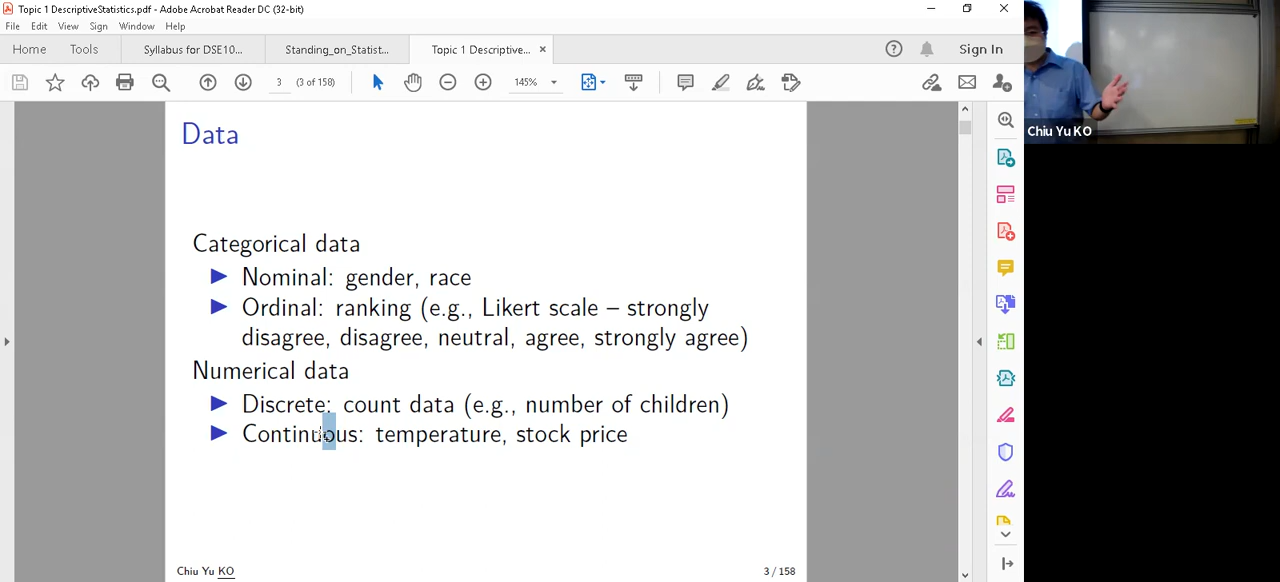 Topic 1 DescriptiveStatistics.pdf - Adobe Acrobat Reader DC (32-bit)
File Edit View Sign Window Help
Home Tools Syllabus for DSE10... Standing_on_Statist... Topic 1 Descriptive... Sign In
3 (3 of 158) 145%
Chiu Yu KO
Data
Categorical data
Nominal: gender, race
Ordinal: ranking (e.g., Likert scale – strongly
disagree, disagree, neutral, agree, strongly agree)
Numerical data
Discrete: count data (e.g., number of children)
Continuous: temperature, stock price
Chiu Yu KO 3 / 158